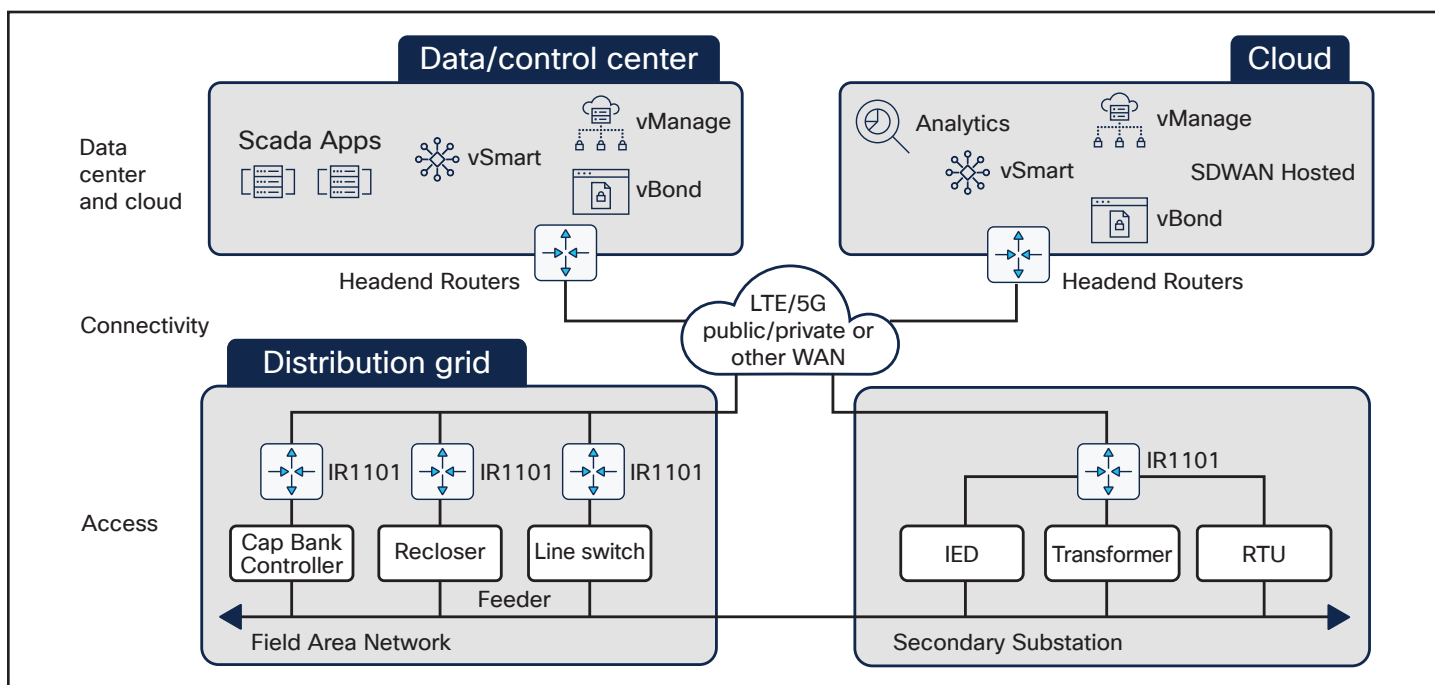 Data/control center
Cloud
Data
center
and cloud
Scada Apps
vSmart
vManage
vBond
Analytics
vSmart
vManage
SDWAN Hosted
vBond
Headend Routers
Headend Routers
Connectivity
LTE/5G
public/private or
other WAN
Distribution grid
IR1101
IR1101
IR1101
IR1101
Access
Cap Bank
Controller
Recloser
Line switch
IED
Transformer
RTU
Feeder
Field Area Network
Secondary Substation